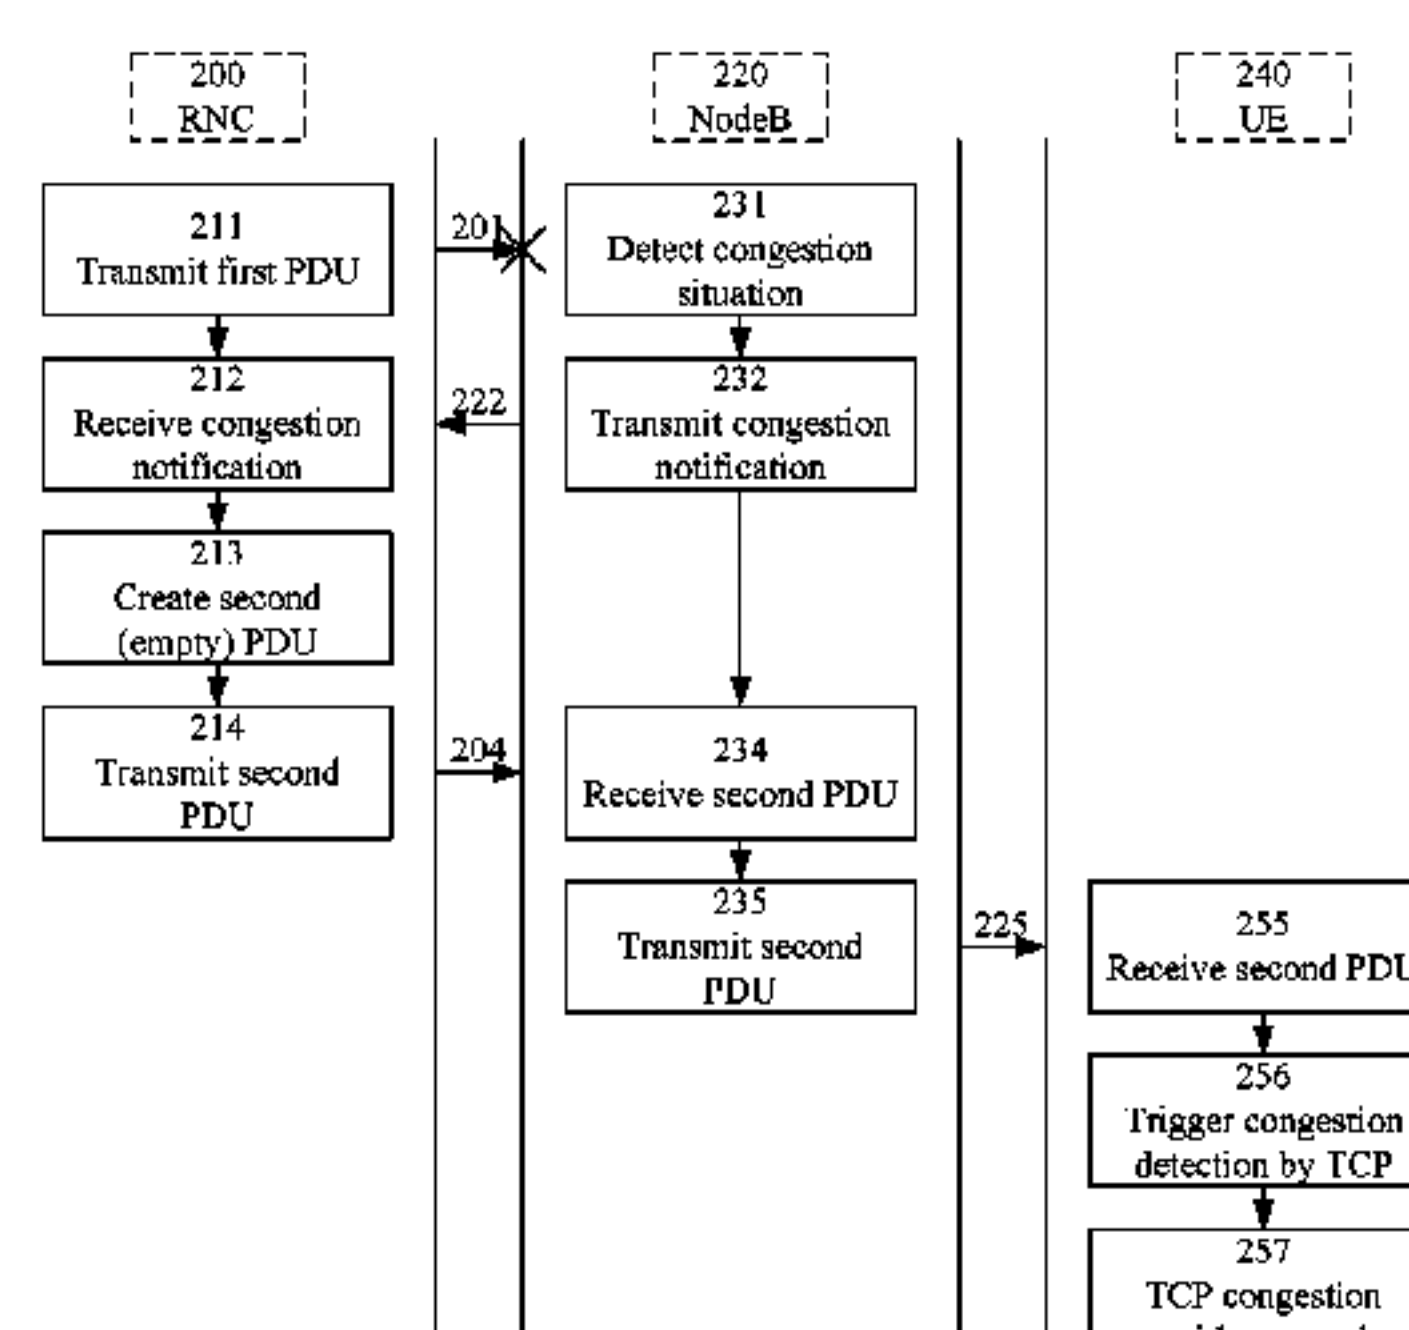 200
RNC
220
NodeB
240
UE
211
Transmit first PDU
201
231
Detect congestion
situation
212
Receive congestion
notification
222
232
Transmit congestion
notification
213
Create second
(empty) PDU
214
Transmit second
PDU
204
234
Receive second PDU
235
Transmit second
PDU
225
255
Receive second PDU
256
Trigger congestion
detection by TCP
257
TCP congestion